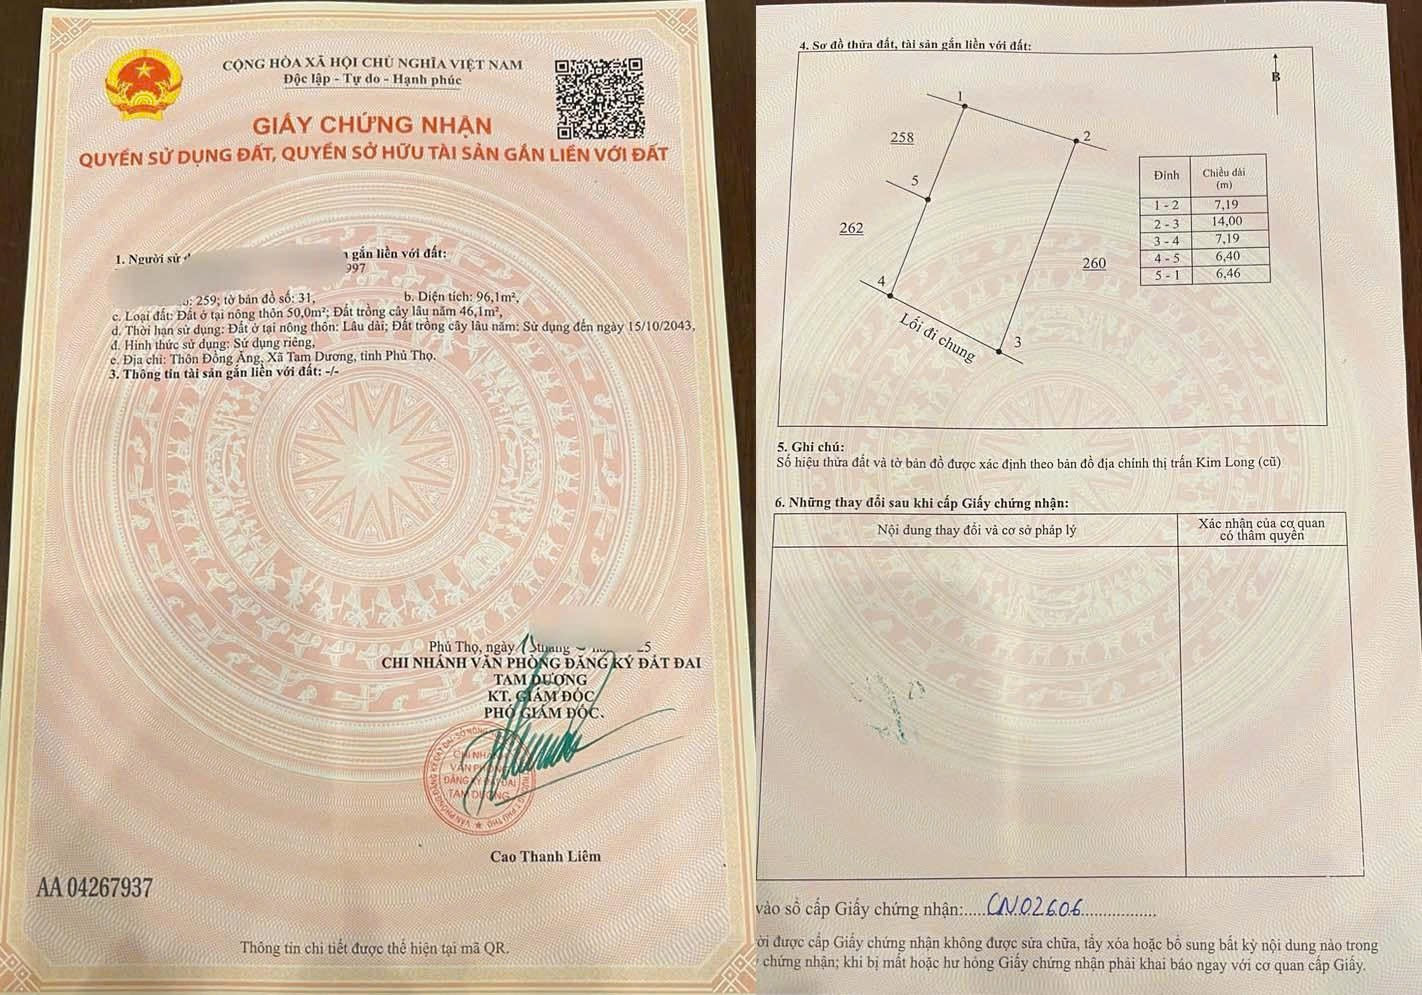 CỘNG HÒA XÃ HỘI CHỦ NGHĨA VIỆT NAM
Độc lập - Tự do - Hạnh phúc
GIẤY CHỨNG NHẬN
QUYỀN SỬ DỤNG ĐẤT, QUYỀN SỞ HỮU TÀI SẢN GẮN LIỀN VỚI ĐẤT
1. Người sử gắn liền với đất:
997
259; tờ bản đồ số: 31, b. Diện tích: 96,1m²,
c. Loại đất: Đất ở tại nông thôn 50,0m²; Đất trồng cây lâu năm 46,1m²,
d. Thời hạn sử dụng: Đất ở tại nông thôn: Lâu dài; Đất trồng cây lâu năm: Sử dụng đến ngày 15/10/2043,
đ. Hình thức sử dụng: Sử dụng riêng,
e. Địa chỉ: Thôn Đồng Ăng, Xã Tam Dương, tỉnh Phú Thọ.
3. Thông tin tài sản gắn liền với đất: -/-
Phú Thọ, ngày tháng 5
CHI NHÁNH VĂN PHÒNG ĐĂNG KÝ ĐẤT ĐAI
TAM DƯƠNG
KT. GIÁM ĐỐC
PHÓ GIÁM ĐỐC
CHI NHÁNH
VĂN PHÒNG
ĐĂNG KÝ ĐẤT ĐAI
TAM DƯƠNG
Cao Thanh Liêm
AA 04267937
Thông tin chi tiết được thể hiện tại mã QR.
4. Sơ đồ thửa đất, tài sản gắn liền với đất:
B
1
2
258
5
262
260
4
3
Lối đi chung
Đỉnh Chiều dài (m)
1 - 2 7,19
2 - 3 14,00
3 - 4 7,19
4 - 5 6,40
5 - 1 6,46
5. Ghi chú:
Số hiệu thửa đất và tờ bản đồ được xác định theo bản đồ địa chính thị trấn Kim Long (cũ)
6. Những thay đổi sau khi cấp Giấy chứng nhận:
Nội dung thay đổi và cơ sở pháp lý
Xác nhận của cơ quan
có thẩm quyền
vào sổ cấp Giấy chứng nhận:.....CN.02606.................
được cấp Giấy chứng nhận không được sửa chữa, tẩy xóa hoặc bổ sung bất kỳ nội dung nào trong
chứng nhận; khi bị mất hoặc hư hỏng Giấy chứng nhận phải khai báo ngay với cơ quan cấp Giấy.